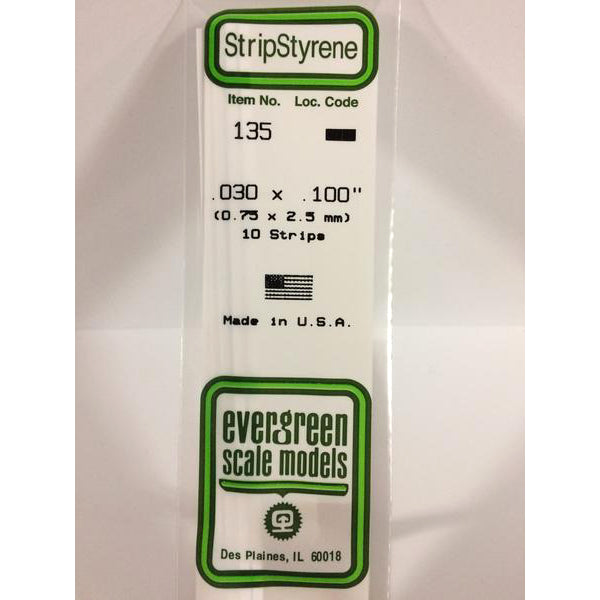 StripStyrene
Item No. Loc. Code
135
.030 x .100"
(0.75 x 2.5 mm)
10 Strips
Made in U.S.A.
evergreen
scale models
Des Plaines, IL 60018